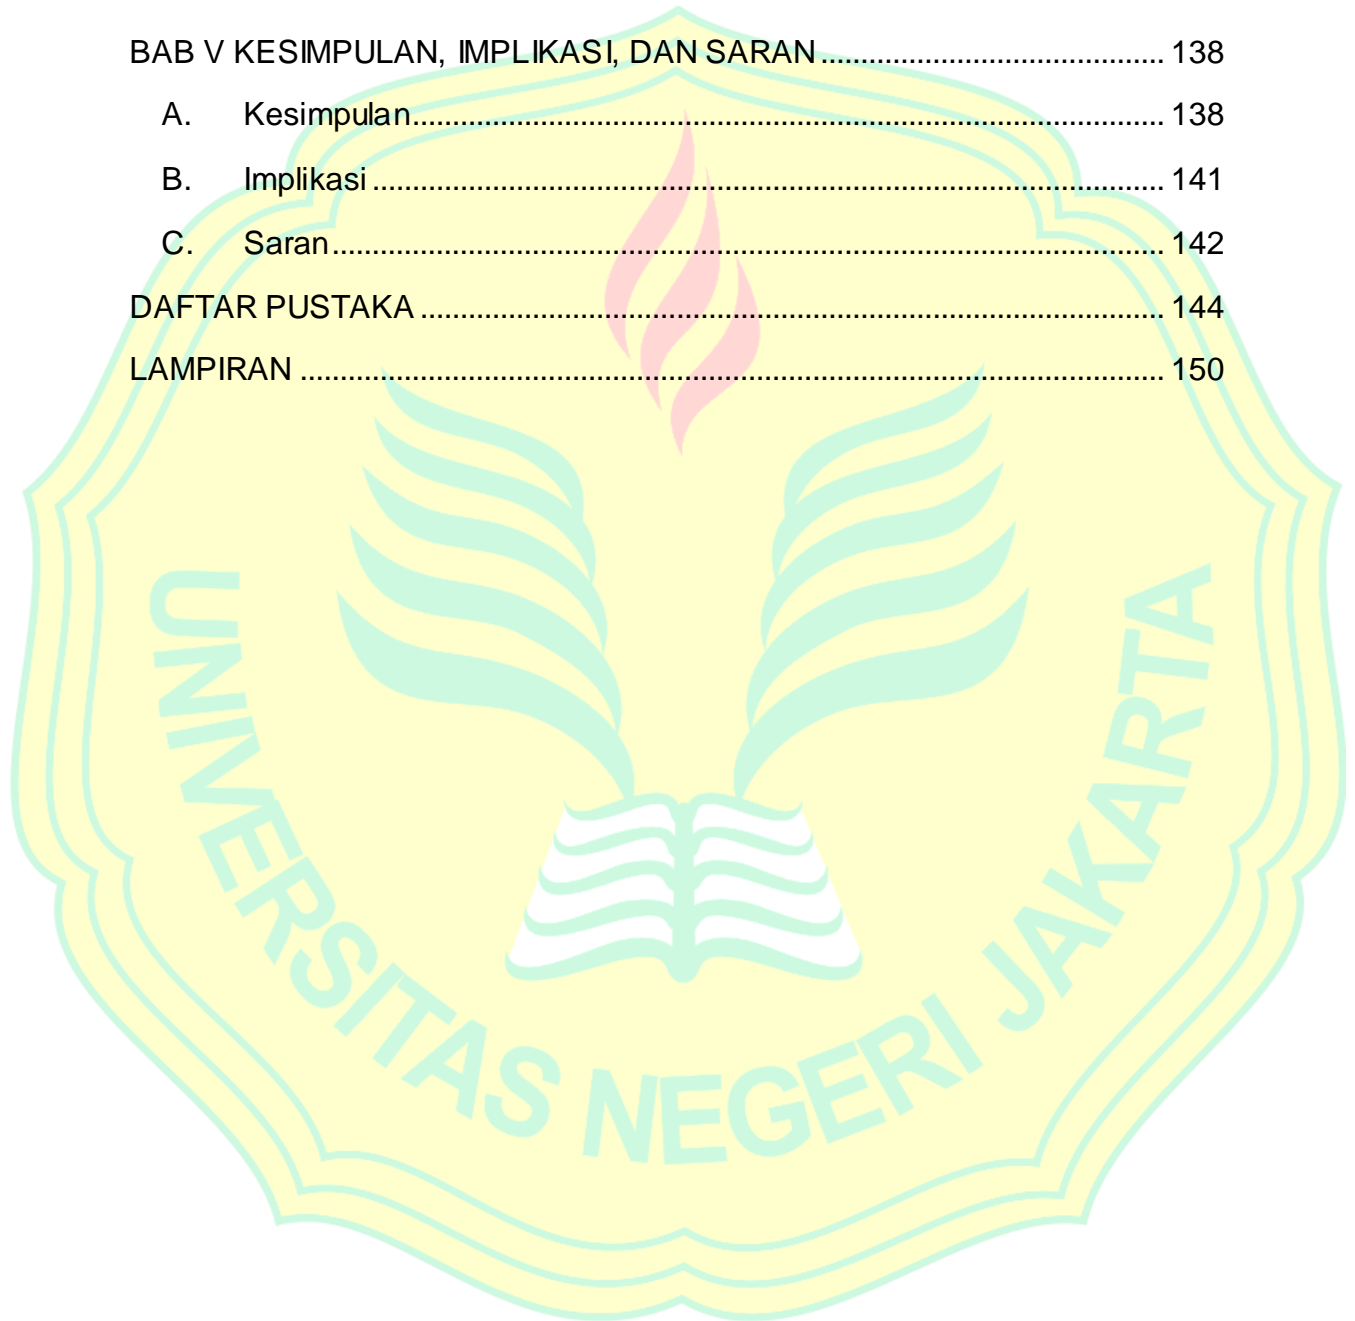 BAB V KESIMPULAN, IMPLIKASI, DAN SARAN ........................................... 138
A. Kesimpulan.............................................................................................. 138
B. Implikasi ................................................................................................... 141
C. Saran........................................................................................................ 142
DAFTAR PUSTAKA ............................................................................................. 144
LAMPIRAN ............................................................................................................ 150
UNIVERSITAS NEGERI JAKARTA